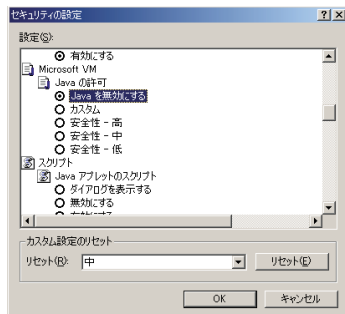 セキュリティの設定
設定(S):
有効にする
Microsoft VM
Java の許可
Java を無効にする
カスタム
安全性 - 高
安全性 - 中
安全性 - 低
スクリプト
Java アプレットのスクリプト
ダイアログを表示する
無効にする
カスタム設定のリセット
リセット(R): 中 リセット(E)
OK キャンセル